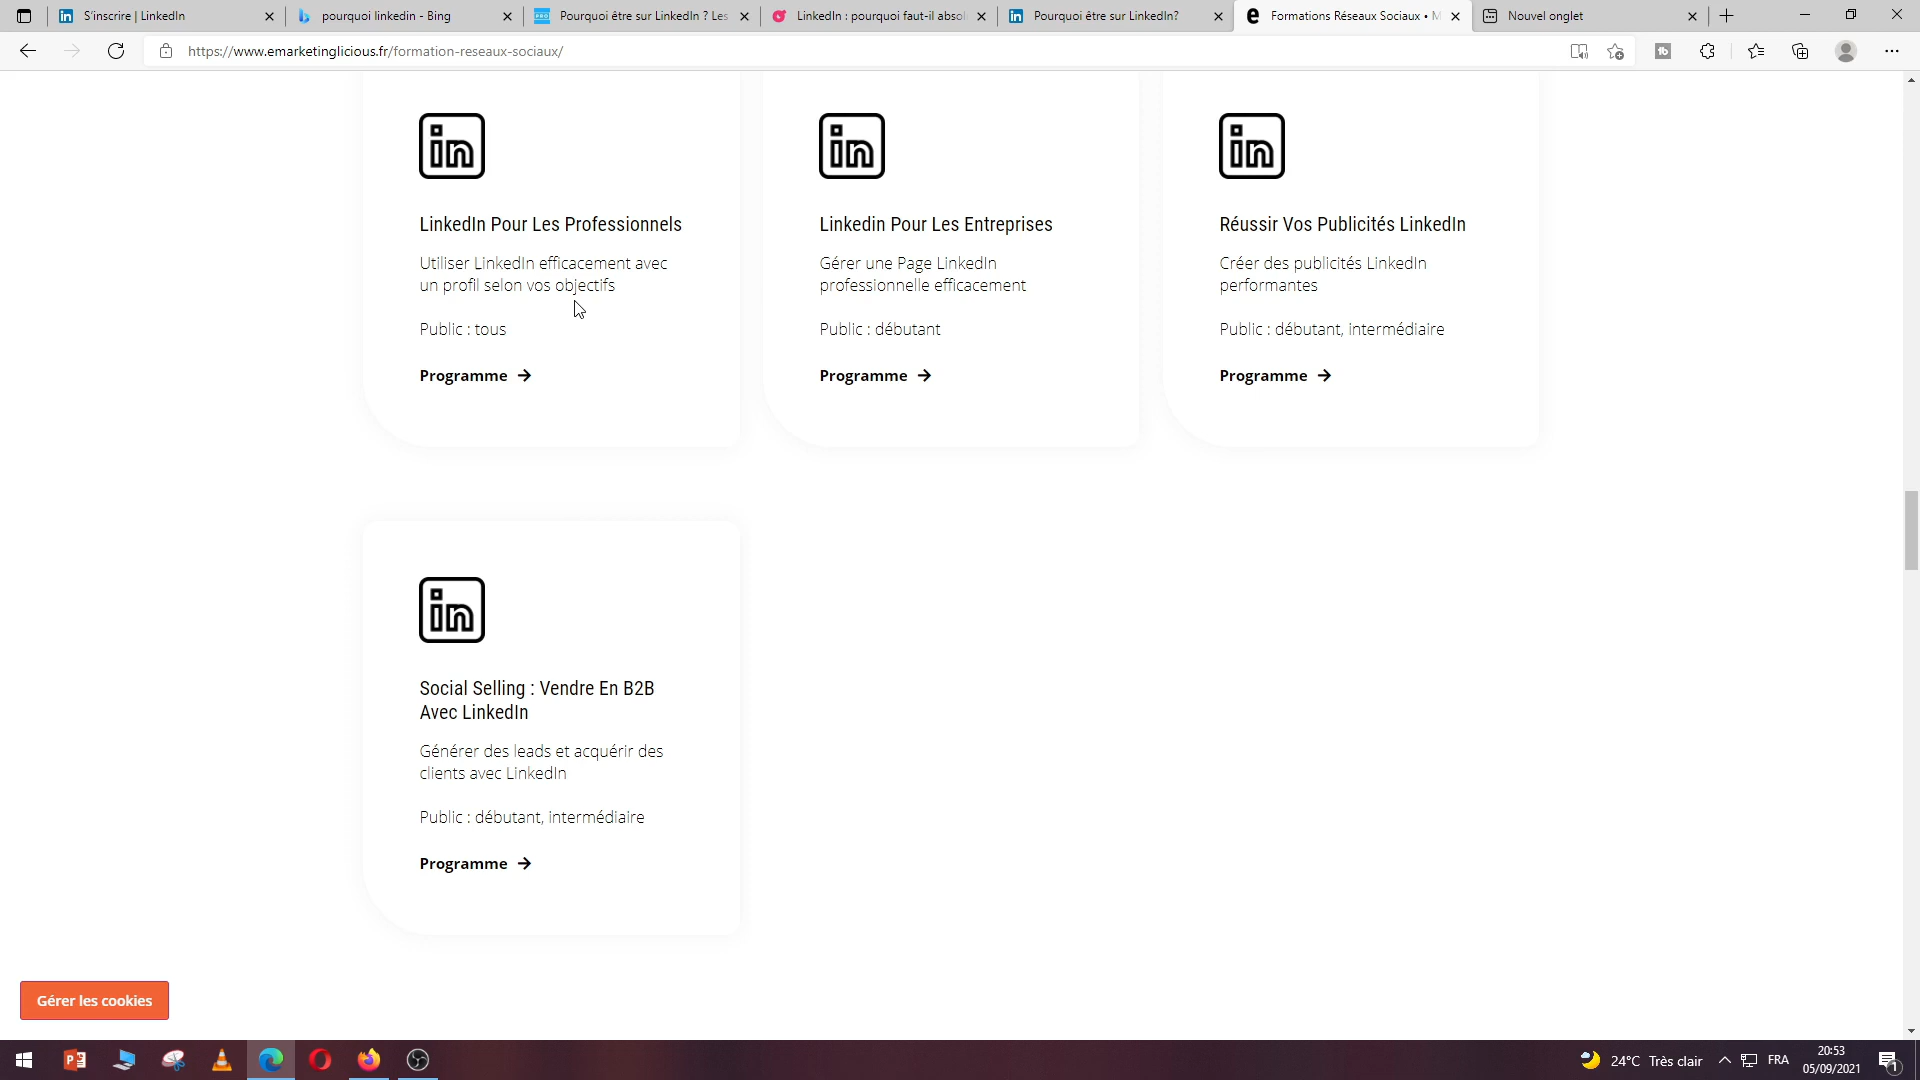 S'inscrire | LinkedIn
pourquoi linkedin - Bing
Pourquoi être sur LinkedIn ? Les
LinkedIn : pourquoi faut-il absol
Pourquoi être sur LinkedIn?
Formations Réseaux Sociaux • M
Nouvel onglet
https://www.emarketinglicious.fr/formation-reseaux-sociaux/
LinkedIn Pour Les Professionnels
Utiliser LinkedIn efficacement avec
un profil selon vos objectifs
Public : tous
Programme →
Linkedin Pour Les Entreprises
Gérer une Page LinkedIn
professionnelle efficacement
Public : débutant
Programme →
Réussir Vos Publicités LinkedIn
Créer des publicités LinkedIn
performantes
Public : débutant, intermédiaire
Programme →
Social Selling : Vendre En B2B
Avec LinkedIn
Générer des leads et acquérir des
clients avec LinkedIn
Public : débutant, intermédiaire
Programme →
Gérer les cookies
24°C Très clair
FRA
20:53
05/09/2021
1